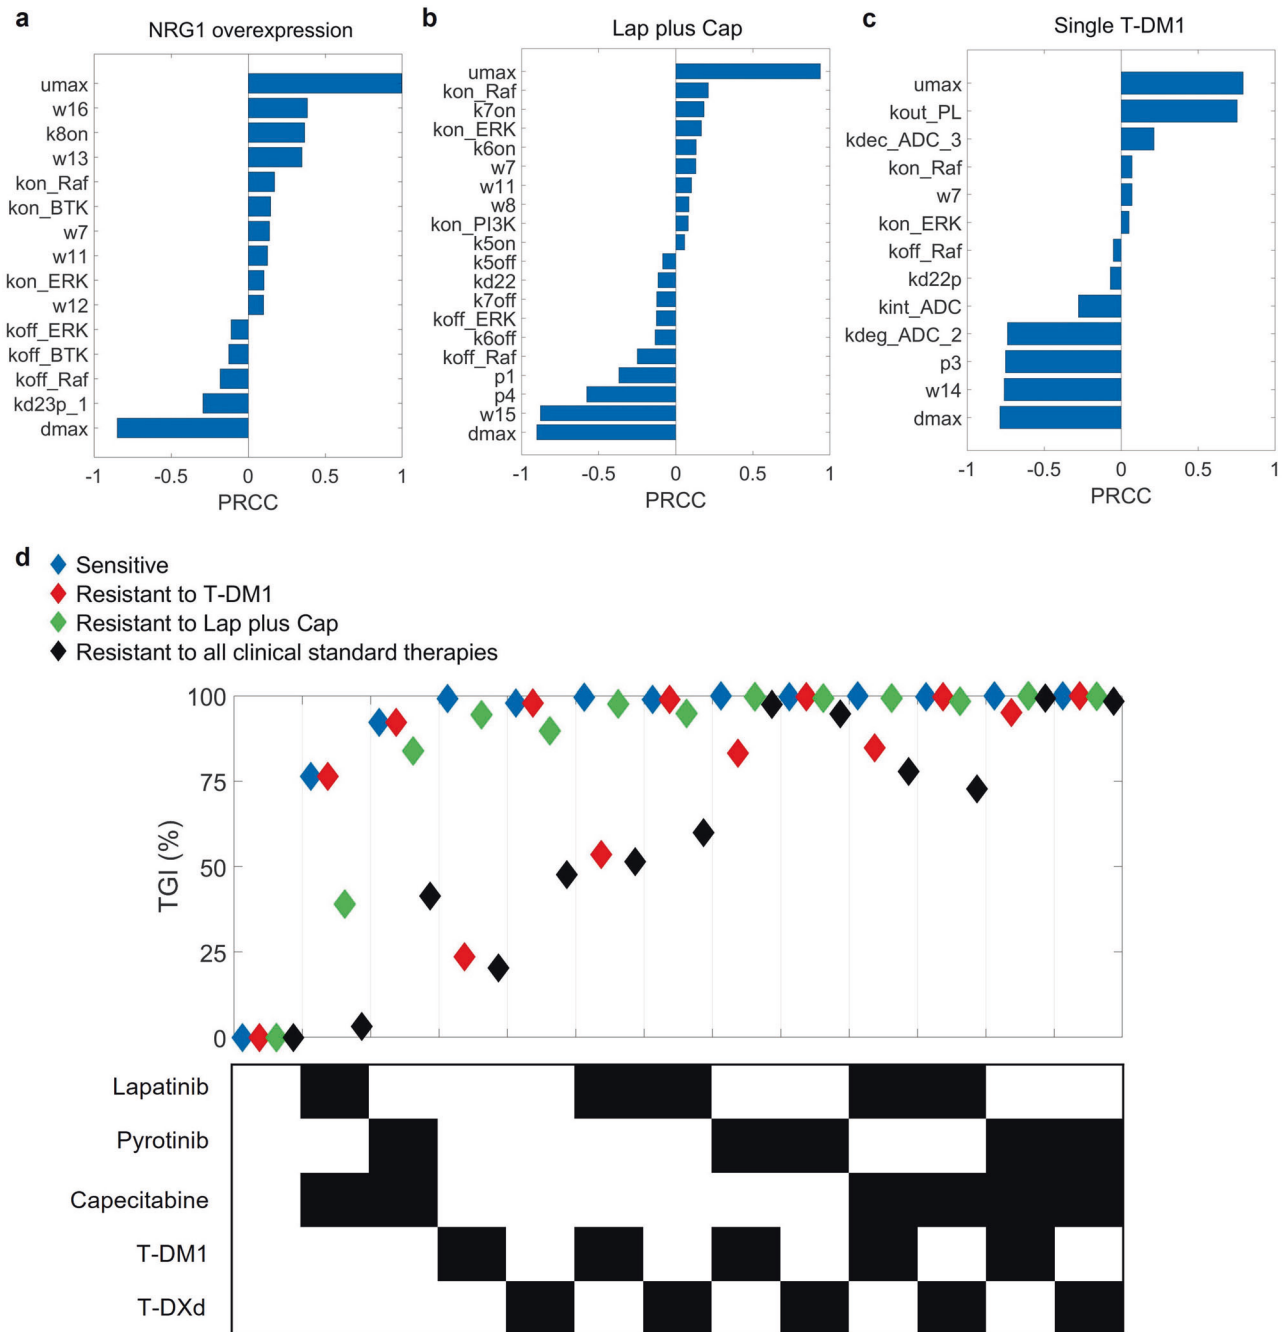 a
NRG1 overexpression
umax
w16
k8on
w13
kon_Raf
kon_BTK
w7
w11
kon_ERK
w12
koff_ERK
koff_BTK
koff_Raf
kd23p_1
dmax
-1 -0.5 0 0.5 1
PRCC
b
Lap plus Cap
umax
kon_Raf
k7on
kon_ERK
k6on
w7
w11
w8
kon_PI3K
k5on
k5off
kd22
k7off
koff_ERK
k6off
koff_Raf
p1
p4
w15
dmax
-1 -0.5 0 0.5 1
PRCC
c
Single T-DM1
umax
kout_PL
kdec_ADC_3
kon_Raf
w7
kon_ERK
koff_Raf
kd22p
kint_ADC
kdeg_ADC_2
p3
w14
dmax
-1 -0.5 0 0.5 1
PRCC
d
Sensitive
Resistant to T-DM1
Resistant to Lap plus Cap
Resistant to all clinical standard therapies
100
75
50
25
0
TGI (%)
Lapatinib
Pyrotinib
Capecitabine
T-DM1
T-DXd